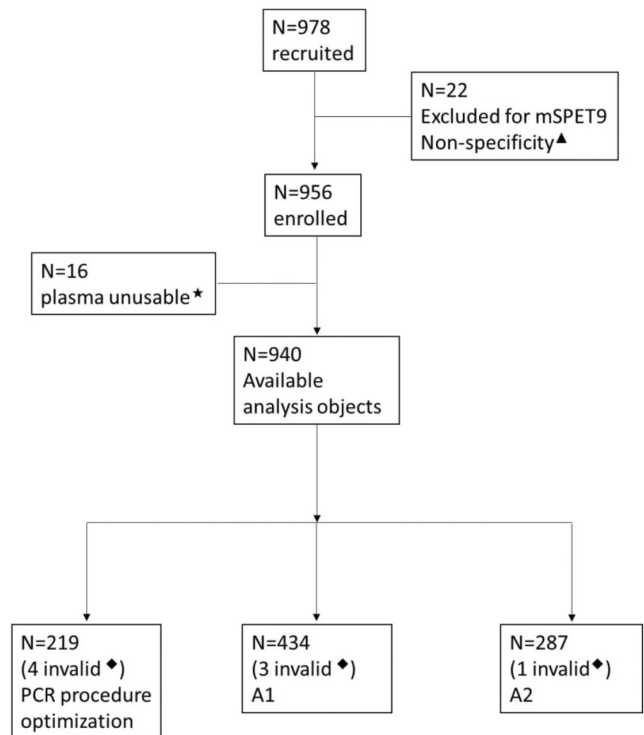 N=978
recruited
N=22
Excluded for mSPET9
Non-specificity▲
N=956
enrolled
N=16
plasma unusable★
N=940
Available
analysis objects
N=219
(4 invalid ◆)
PCR procedure
optimization
N=434
(3 invalid ◆)
A1
N=287
(1 invalid◆)
A2